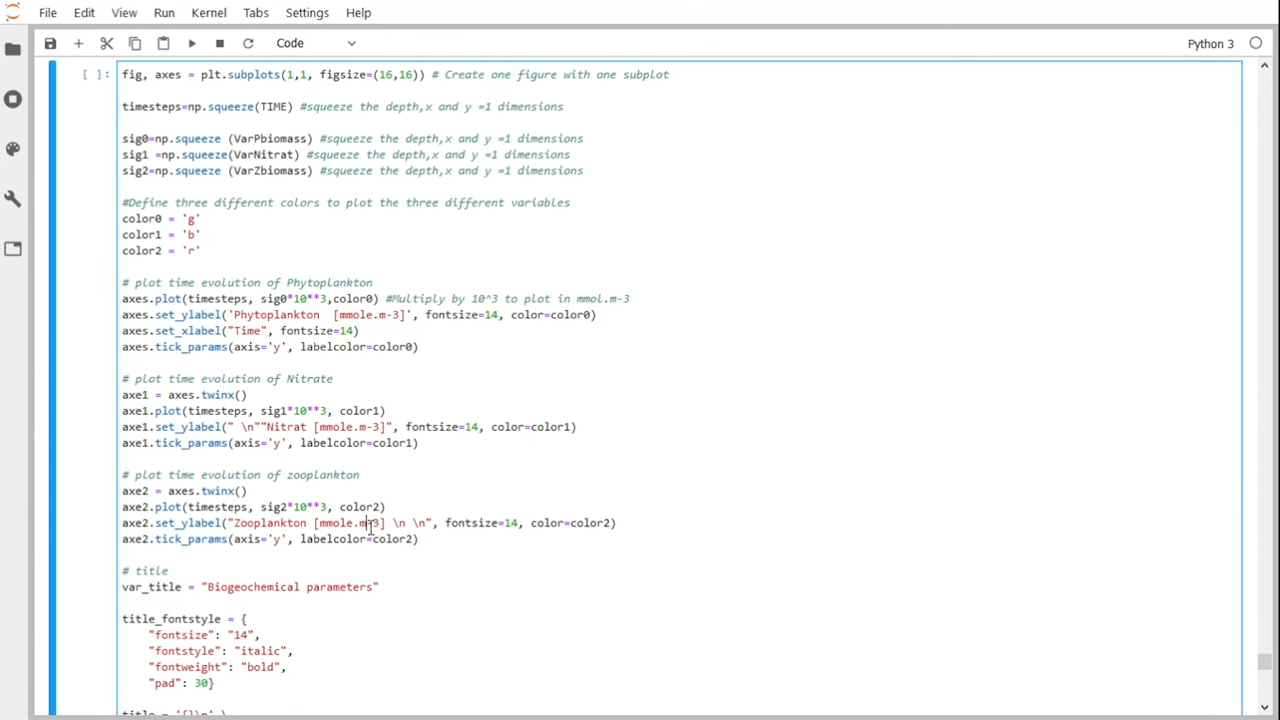 File Edit View Run Kernel Tabs Settings Help
Code Python 3
[ ]: fig, axes = plt.subplots(1,1, figsize=(16,16)) # Create one figure with one subplot
timesteps=np.squeeze(TIME) #squeeze the depth,x and y =1 dimensions
sig0=np.squeeze (VarPbiomass) #squeeze the depth,x and y =1 dimensions
sig1 =np.squeeze(VarNitrat) #squeeze the depth,x and y =1 dimensions
sig2=np.squeeze (VarZbiomass) #squeeze the depth,x and y =1 dimensions
#Define three different colors to plot the three different variables
color0 = 'g'
color1 = 'b'
color2 = 'r'
# plot time evolution of Phytoplankton
axes.plot(timesteps, sig0*10**3,color0) #Multiply by 10^3 to plot in mmol.m-3
axes.set_ylabel('Phytoplankton  [mmole.m-3]', fontsize=14, color=color0)
axes.set_xlabel("Time", fontsize=14)
axes.tick_params(axis='y', labelcolor=color0)
# plot time evolution of Nitrate
axe1 = axes.twinx()
axe1.plot(timesteps, sig1*10**3, color1)
axe1.set_ylabel(" \n""Nitrat [mmole.m-3]", fontsize=14, color=color1)
axe1.tick_params(axis='y', labelcolor=color1)
# plot time evolution of zooplankton
axe2 = axes.twinx()
axe2.plot(timesteps, sig2*10**3, color2)
axe2.set_ylabel("Zooplankton [mmole.m-3] \n \n", fontsize=14, color=color2)
axe2.tick_params(axis='y', labelcolor=color2)
# title
var_title = "Biogeochemical parameters"
title_fontstyle = {
"fontsize": "14",
"fontstyle": "italic",
"fontweight": "bold",
"pad": 30}
title = '{}\n' \